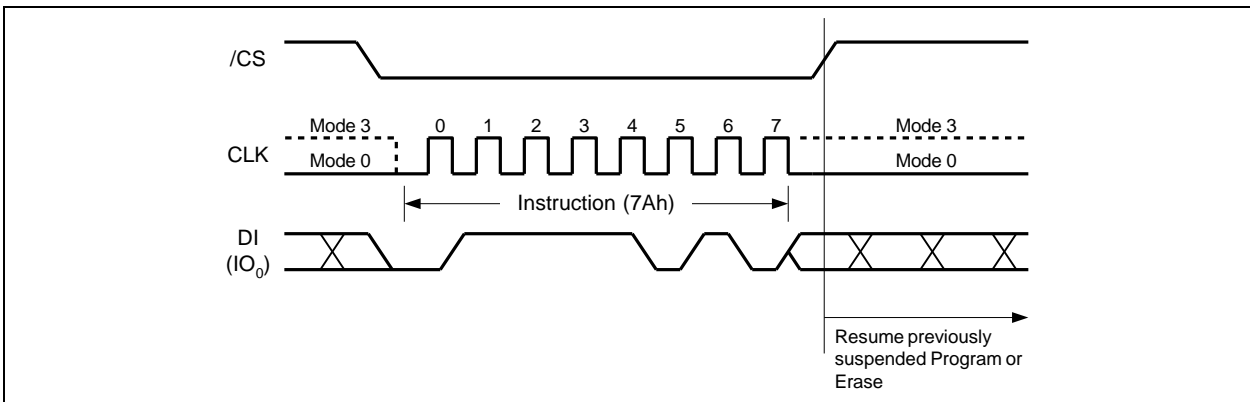 /CS
Mode 3 0 1 2 3 4 5 6 7 Mode 3
CLK
Mode 0 Mode 0
Instruction (7Ah)
DI
(IO0)
Resume previously
suspended Program or
Erase